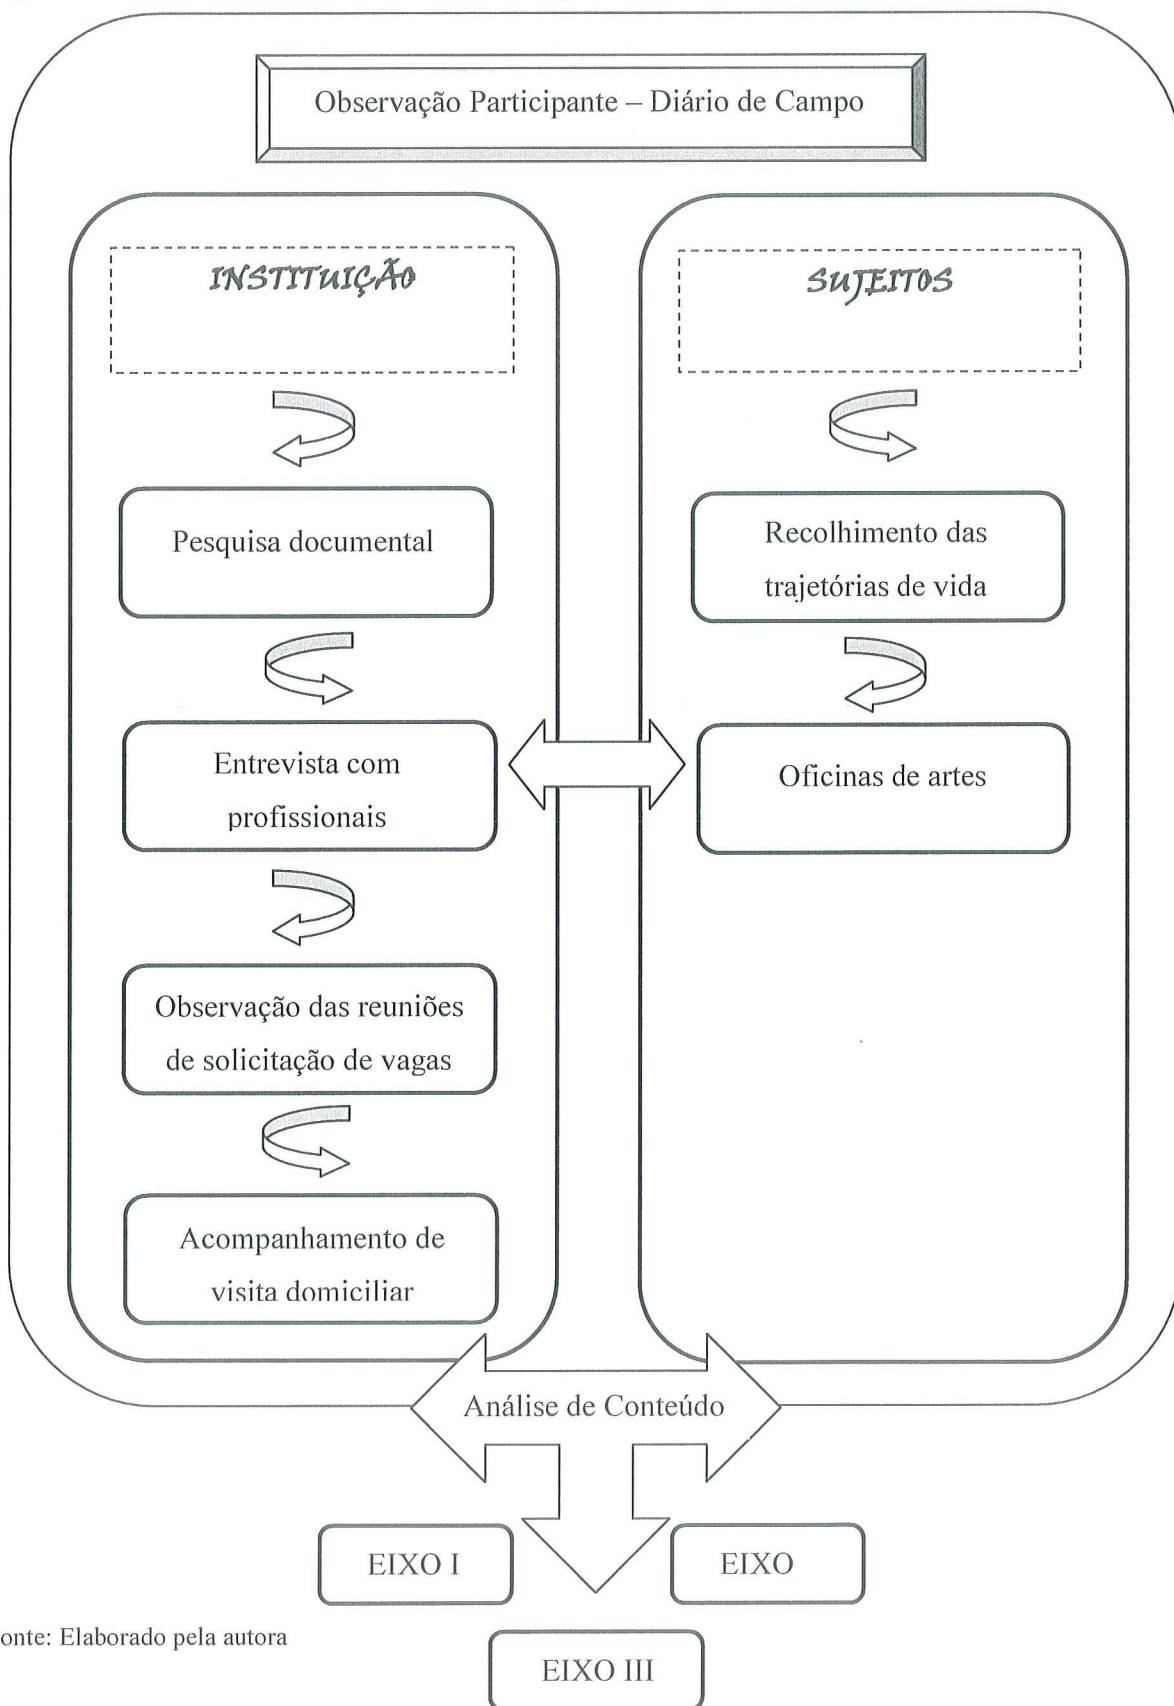 Observação Participante – Diário de Campo
INSTITUIÇÃO
Pesquisa documental
Entrevista com
profissionais
Observação das reuniões
de solicitação de vagas
Acompanhamento de
visita domiciliar
SUJEITOS
Recolhimento das
trajetórias de vida
Oficinas de artes
Análise de Conteúdo
EIXO I
EIXO
EIXO III
onte: Elaborado pela autora